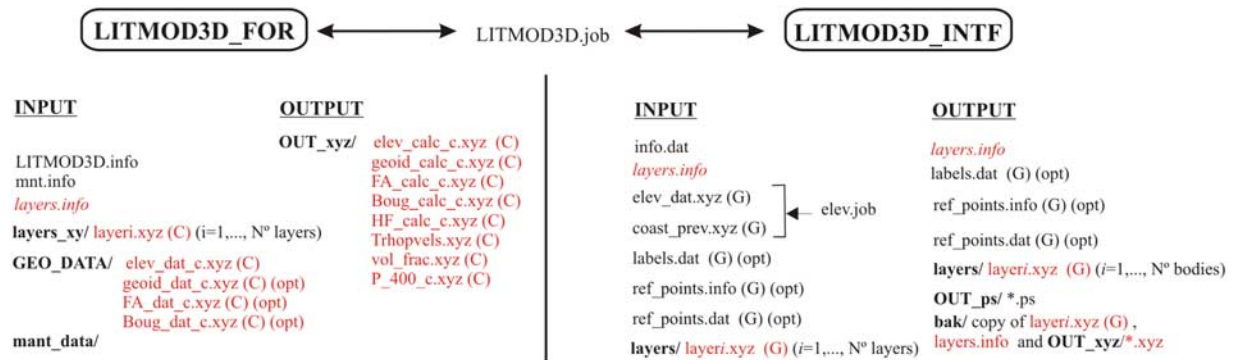 LITMOD3D_FOR
LITMOD3D.job
LITMOD3D_INTF
INPUT
LITMOD3D.info
mnt.info
layers.info
layers_xy/ layeri.xyz (C) (i=1,..., Nº layers)
GEO_DATA/ elev_dat_c.xyz (C)
geoid_dat_c.xyz (C) (opt)
FA_dat_c.xyz (C) (opt)
Boug_dat_c.xyz (C) (opt)
mant_data/
OUTPUT
OUT_xyz/ elev_calc_c.xyz (C)
geoid_calc_c.xyz (C)
FA_calc_c.xyz (C)
Boug_calc_c.xyz (C)
HF_calc_c.xyz (C)
Trhopvels.xyz (C)
vol_frac.xyz (C)
P_400_c.xyz (C)
INPUT
info.dat
layers.info
elev_dat.xyz (G)
coast_prev.xyz (G)
elev.job
labels.dat (G) (opt)
ref_points.info (G) (opt)
ref_points.dat (G) (opt)
layers/ layeri.xyz (G) (i=1,..., Nº layers)
OUTPUT
layers.info
labels.dat (G) (opt)
ref_points.info (G) (opt)
ref_points.dat (G) (opt)
layers/ layeri.xyz (G) (i=1,..., Nº bodies)
OUT_ps/ *.ps
bak/ copy of layeri.xyz (G) ,
layers.info and OUT_xyz/*.xyz